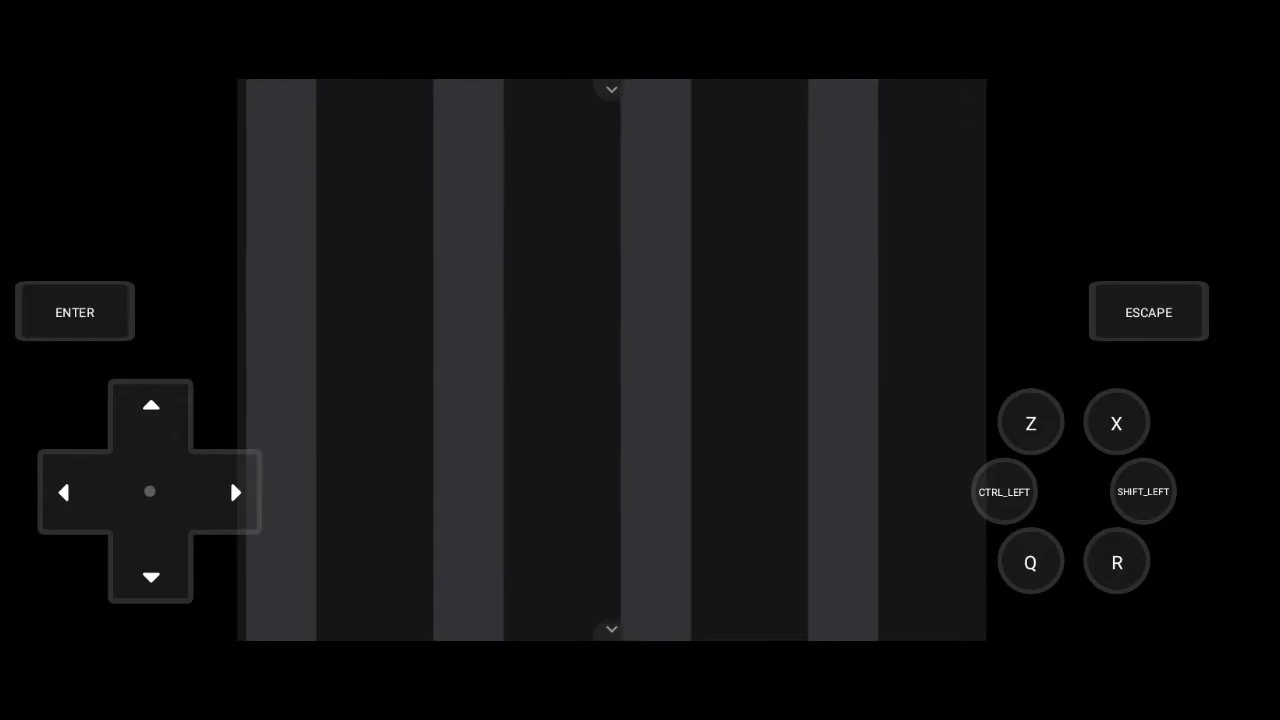 ENTER
ESCAPE
Z
X
CTRL_LEFT
SHIFT_LEFT
Q
R